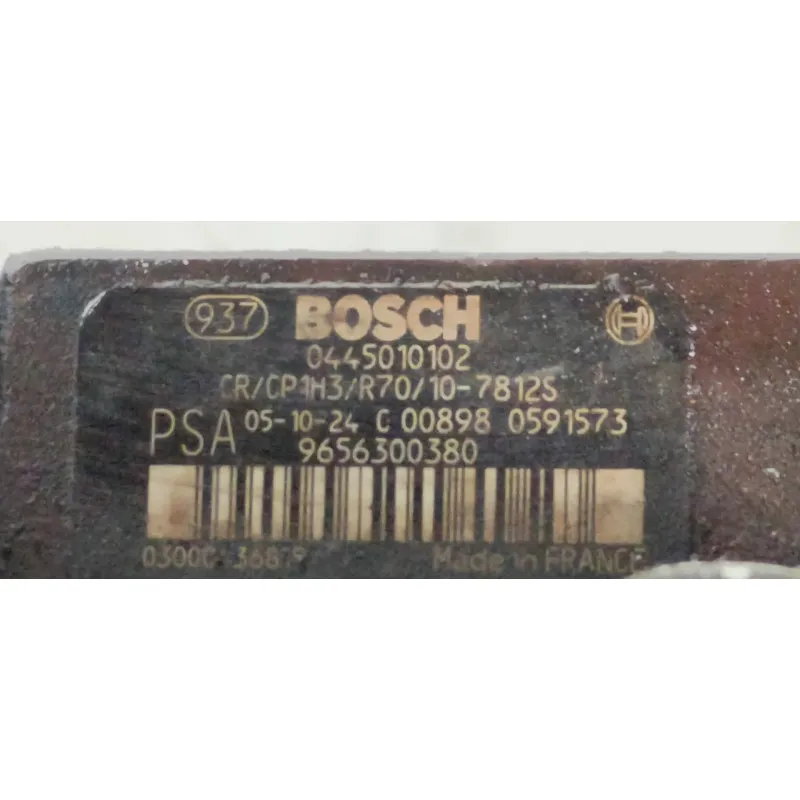 937 BOSCH
0445010102
CR/CP1H3/R70/10-7812S
PSA 05-10-24 C 00898 0591573
9656300380
Made in FRANCE